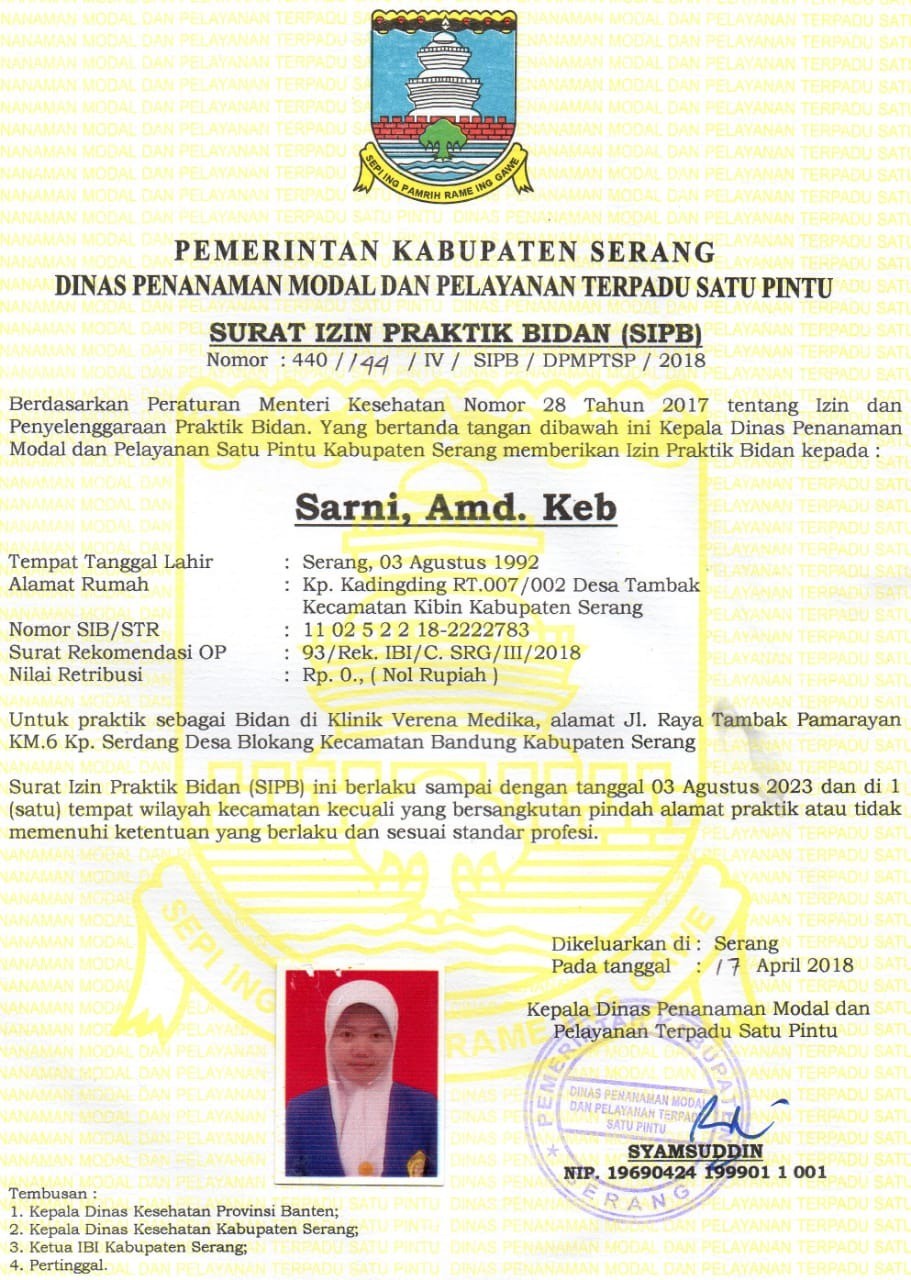 SEPI ING PAMRIH RAME ING GAWE
PEMERINTAN KABUPATEN SERANG
DINAS PENANAMAN MODAL DAN PELAYANAN TERPADU SATU PINTU
SURAT IZIN PRAKTIK BIDAN (SIPB)
Nomor : 440 / 144 / IV / SIPB / DPMPTSP / 2018
Berdasarkan Peraturan Menteri Kesehatan Nomor 28 Tahun 2017 tentang Izin dan
Penyelenggaraan Praktik Bidan. Yang bertanda tangan dibawah ini Kepala Dinas Penanaman
Modal dan Pelayanan Satu Pintu Kabupaten Serang memberikan Izin Praktik Bidan kepada :
Sarni, Amd. Keb
Tempat Tanggal Lahir : Serang, 03 Agustus 1992
Alamat Rumah : Kp. Kadingding RT.007/002 Desa Tambak
Kecamatan Kibin Kabupaten Serang
Nomor SIB/STR : 11 02 5 2 2 18-2222783
Surat Rekomendasi OP : 93/Rek. IBI/C. SRG/III/2018
Nilai Retribusi : Rp. 0., ( Nol Rupiah )
Untuk praktik sebagai Bidan di Klinik Verena Medika, alamat Jl. Raya Tambak Pamarayan
KM.6 Kp. Serdang Desa Blokang Kecamatan Bandung Kabupaten Serang
Surat Izin Praktik Bidan (SIPB) ini berlaku sampai dengan tanggal 03 Agustus 2023 dan di 1
(satu) tempat wilayah kecamatan kecuali yang bersangkutan pindah alamat praktik atau tidak
memenuhi ketentuan yang berlaku dan sesuai standar profesi.
Dikeluarkan di : Serang
Pada tanggal : 17 April 2018
Kepala Dinas Penanaman Modal dan
Pelayanan Terpadu Satu Pintu
PEMERINTAH KABUPATEN
DINAS PENANAMAN MODAL
DAN PELAYANAN TERPADU
SATU PINTU
SERANG
SYAMSUDDIN
NIP. 19690424 199901 1 001
Tembusan :
1. Kepala Dinas Kesehatan Provinsi Banten;
2. Kepala Dinas Kesehatan Kabupaten Serang;
3. Ketua IBI Kabupaten Serang;
4. Pertinggal.